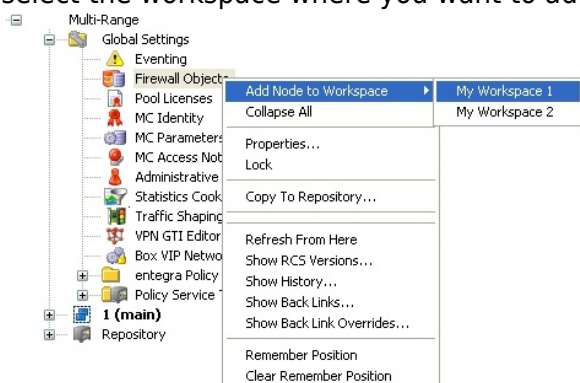 select the workspace where you want to
Multi-Range
Global Settings
Eventing
Firewall Objects
Pool Licenses
MC Identity
MC Parameters
MC Access Not
Administrative
Statistics Cook
Traffic Shaping
VPN GTI Editor
Box VIP Netwo
entegra Policy
Policy Service
1 (main)
Repository
Add Node to Workspace
Collapse All
Properties...
Lock
Copy To Repository...
Refresh From Here
Show RCS Versions...
Show History...
Show Back Links...
Show Back Link Overrides...
Remember Position
Clear Remember Position
My Workspace 1
My Workspace 2